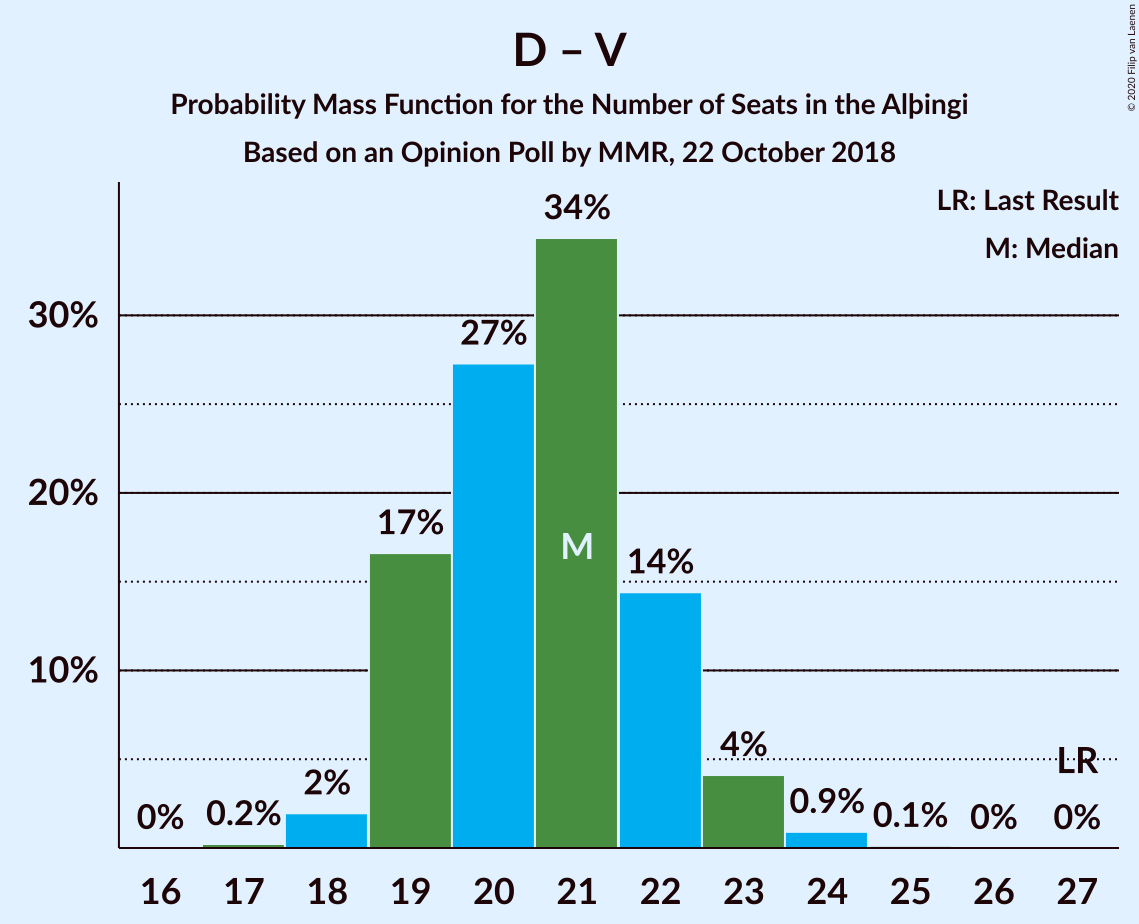 D – V
Probability Mass Function for the Number of Seats in the Alþingi
Based on an Opinion Poll by MMR, 22 October 2018
© 2020 Filip van Laenen
LR: Last Result
M: Median
34%
30%
27%
20%
17%
M
14%
10%
4%
LR
2%
0%
0.2%
0.9%
0.1%
0%
0%
16 17 18 19 20 21 22 23 24 25 26 27